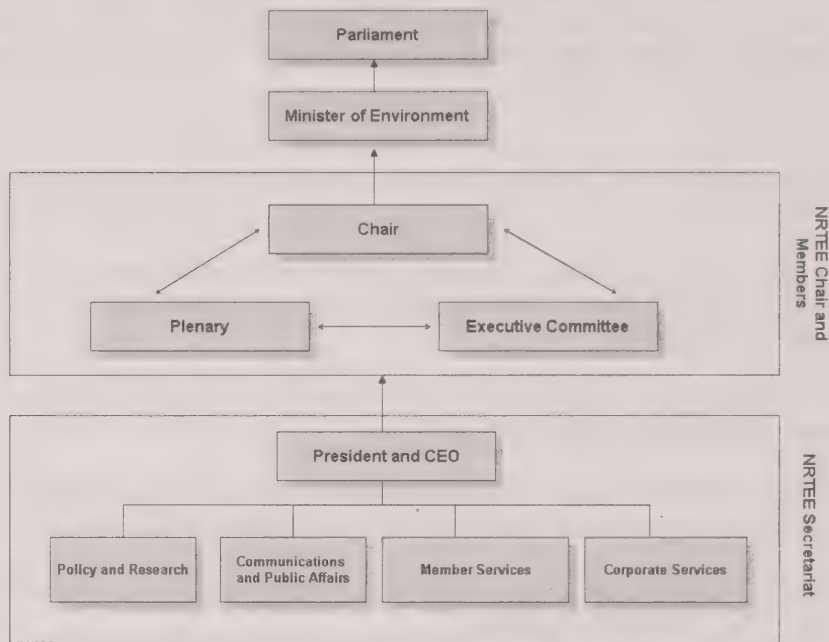 Parliament
Minister of Environment
Chair
Plenary
Executive Committee
NRTEE Chair and
Members
President and CEO
Policy and Research
Communications
and Public Affairs
Member Services
Corporate Services
NRTEE Secretariat